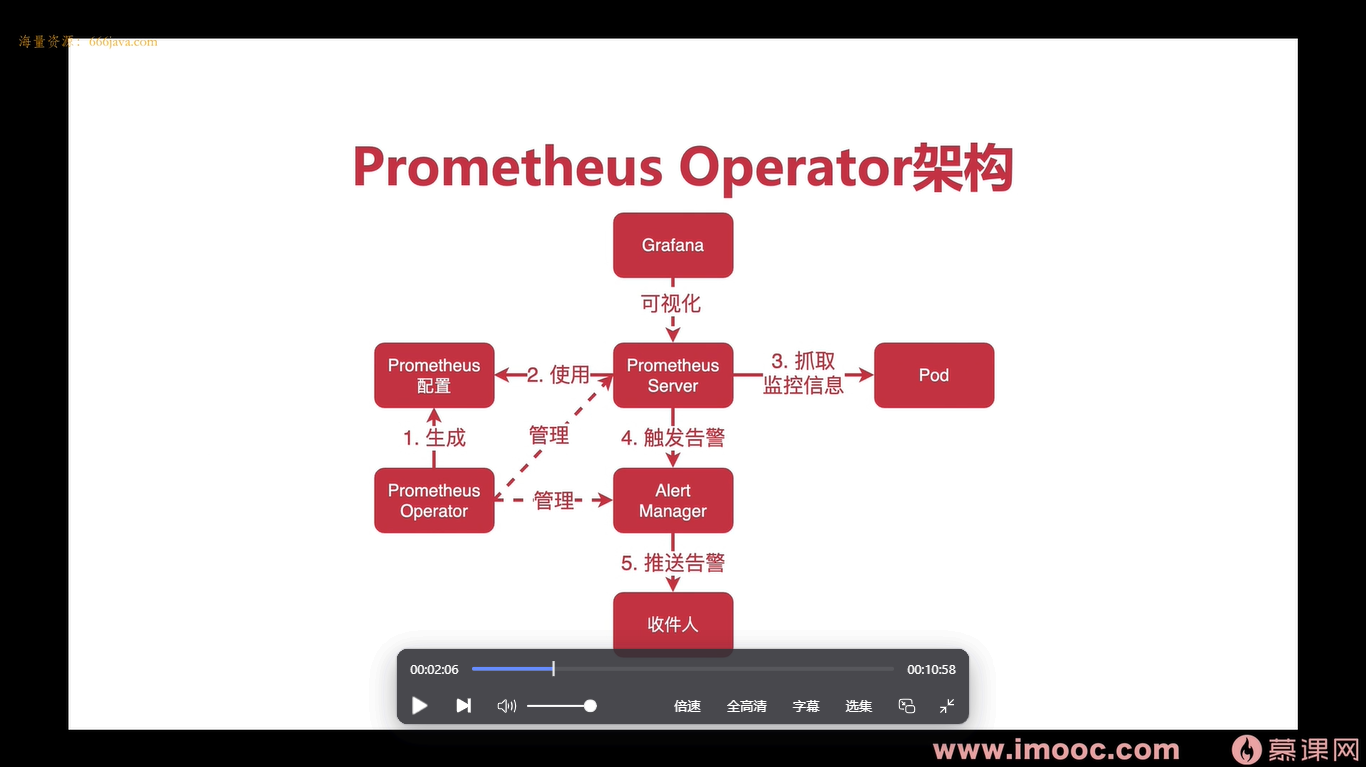 海量资源：666java.com
Prometheus Operator架构
Grafana
可视化
Prometheus
配置
2. 使用
Prometheus
Server
3. 抓取
监控信息
Pod
1. 生成
管理
4. 触发告警
Prometheus
Operator
管理
Alert
Manager
5. 推送告警
收件人
00:02:06
00:10:58
倍速
全高清
字幕
选集
www.imooc.com
慕课网